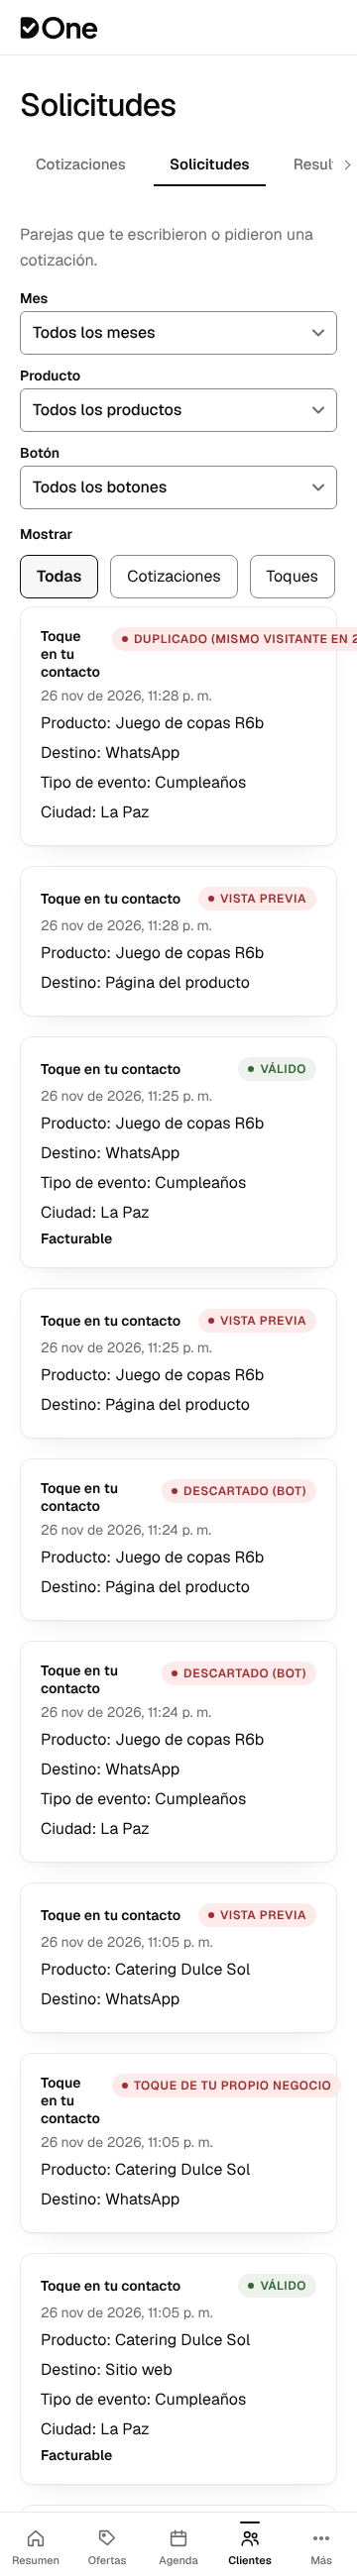 One
Solicitudes
Cotizaciones Solicitudes Resul
Parejas que te escribieron o pidieron una
cotización.
Mes
Todos los meses
Producto
Todos los productos
Botón
Todos los botones
Mostrar
Todas Cotizaciones Toques
Toque
en tu
contacto
DUPLICADO (MISMO VISITANTE EN 2
26 nov de 2026, 11:28 p. m.
Producto: Juego de copas R6b
Destino: WhatsApp
Tipo de evento: Cumpleaños
Ciudad: La Paz
Toque en tu contacto VISTA PREVIA
26 nov de 2026, 11:28 p. m.
Producto: Juego de copas R6b
Destino: Página del producto
Toque en tu contacto VÁLIDO
26 nov de 2026, 11:25 p. m.
Producto: Juego de copas R6b
Destino: WhatsApp
Tipo de evento: Cumpleaños
Ciudad: La Paz
Facturable
Toque en tu contacto VISTA PREVIA
26 nov de 2026, 11:25 p. m.
Producto: Juego de copas R6b
Destino: Página del producto
Toque en tu
contacto
DESCARTADO (BOT)
26 nov de 2026, 11:24 p. m.
Producto: Juego de copas R6b
Destino: Página del producto
Toque en tu
contacto
DESCARTADO (BOT)
26 nov de 2026, 11:24 p. m.
Producto: Juego de copas R6b
Destino: WhatsApp
Tipo de evento: Cumpleaños
Ciudad: La Paz
Toque en tu contacto VISTA PREVIA
26 nov de 2026, 11:05 p. m.
Producto: Catering Dulce Sol
Destino: WhatsApp
Toque
en tu
contacto
TOQUE DE TU PROPIO NEGOCIO
26 nov de 2026, 11:05 p. m.
Producto: Catering Dulce Sol
Destino: WhatsApp
Toque en tu contacto VÁLIDO
26 nov de 2026, 11:05 p. m.
Producto: Catering Dulce Sol
Destino: Sitio web
Tipo de evento: Cumpleaños
Ciudad: La Paz
Facturable
Resumen Ofertas Agenda Clientes Más